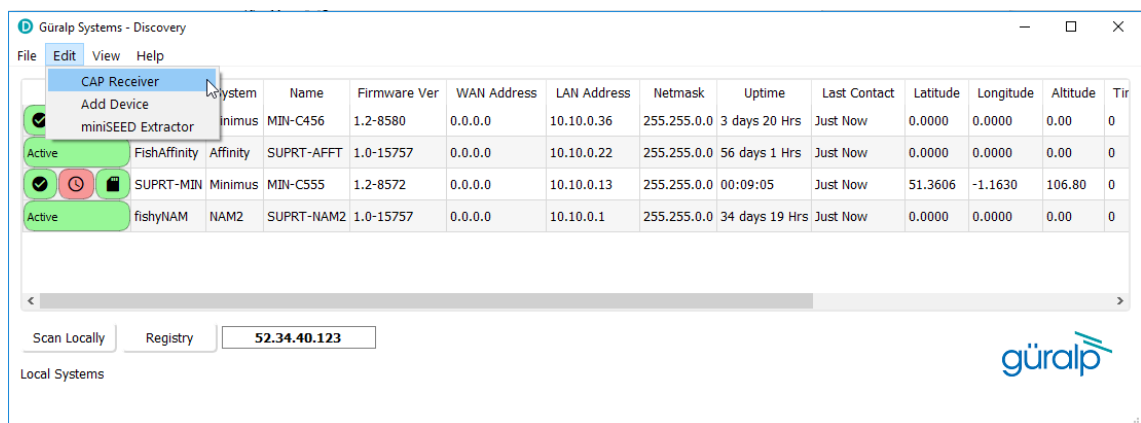 Güralp Systems - Discovery
File Edit View Help
CAP Receiver
Add Device
miniSEED Extractor
Name Firmware Ver WAN Address LAN Address Netmask Uptime Last Contact Latitude Longitude Altitude
MIN-C456 1.2-8580 0.0.0.0 10.10.0.36 255.255.0.0 3 days 20 Hrs Just Now 0.0000 0.0000 0.00 0
Active FishAffinity Affinity SUPRT-AFFT 1.0-15757 0.0.0.0 10.10.0.22 255.255.0.0 56 days 1 Hrs Just Now 0.0000 0.0000 0.00 0
SUPRT-MIN Minimus MIN-C555 1.2-8572 0.0.0.0 10.10.0.13 255.255.0.0 00:09:05 Just Now 51.3606 -1.1630 106.80 0
Active fishyNAM NAM2 SUPRT-NAM2 1.0-15757 0.0.0.0 10.10.0.1 255.255.0.0 34 days 19 Hrs Just Now 0.0000 0.0000 0.00 0
Scan Locally Registry 52.34.40.123
güralp
Local Systems